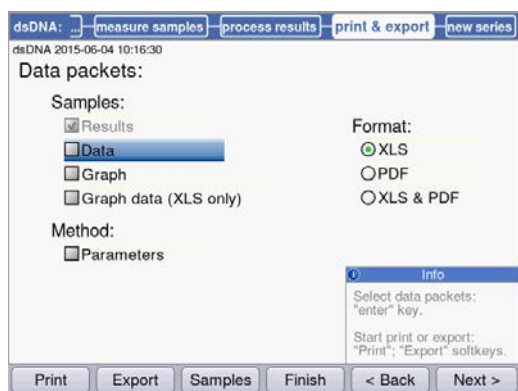 dsDNA: ... measure samples process results print & export new series
dsDNA 2015-06-04 10:16:30
Data packets:
Samples:
Results
Data
Graph
Graph data (XLS only)
Method:
Parameters
Format:
XLS
PDF
XLS & PDF
Info
Select data packets:
"enter" key.
Start print or export:
"Print"; "Export" softkeys.
Print Export Samples Finish < Back Next >